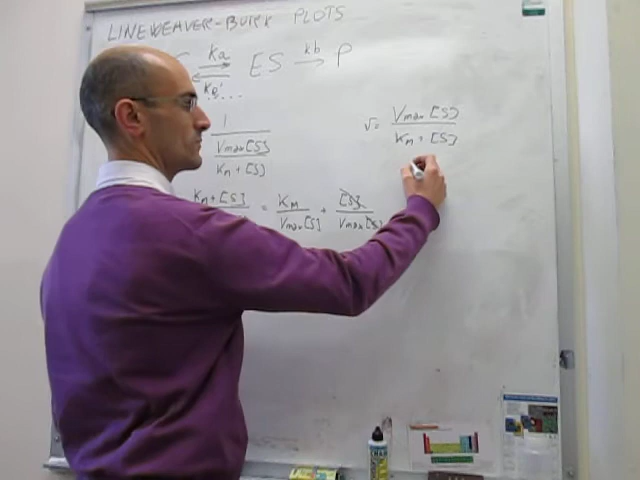 LINEWEAVER-BURK PLOTS
Ka ES kb P
Ka'
.....
1
Vmax [S]
Km + [S]
V = Vmax [S]
Km + [S]
Km + [S] = KM + [S]
Vmax [S] Vmax [S]